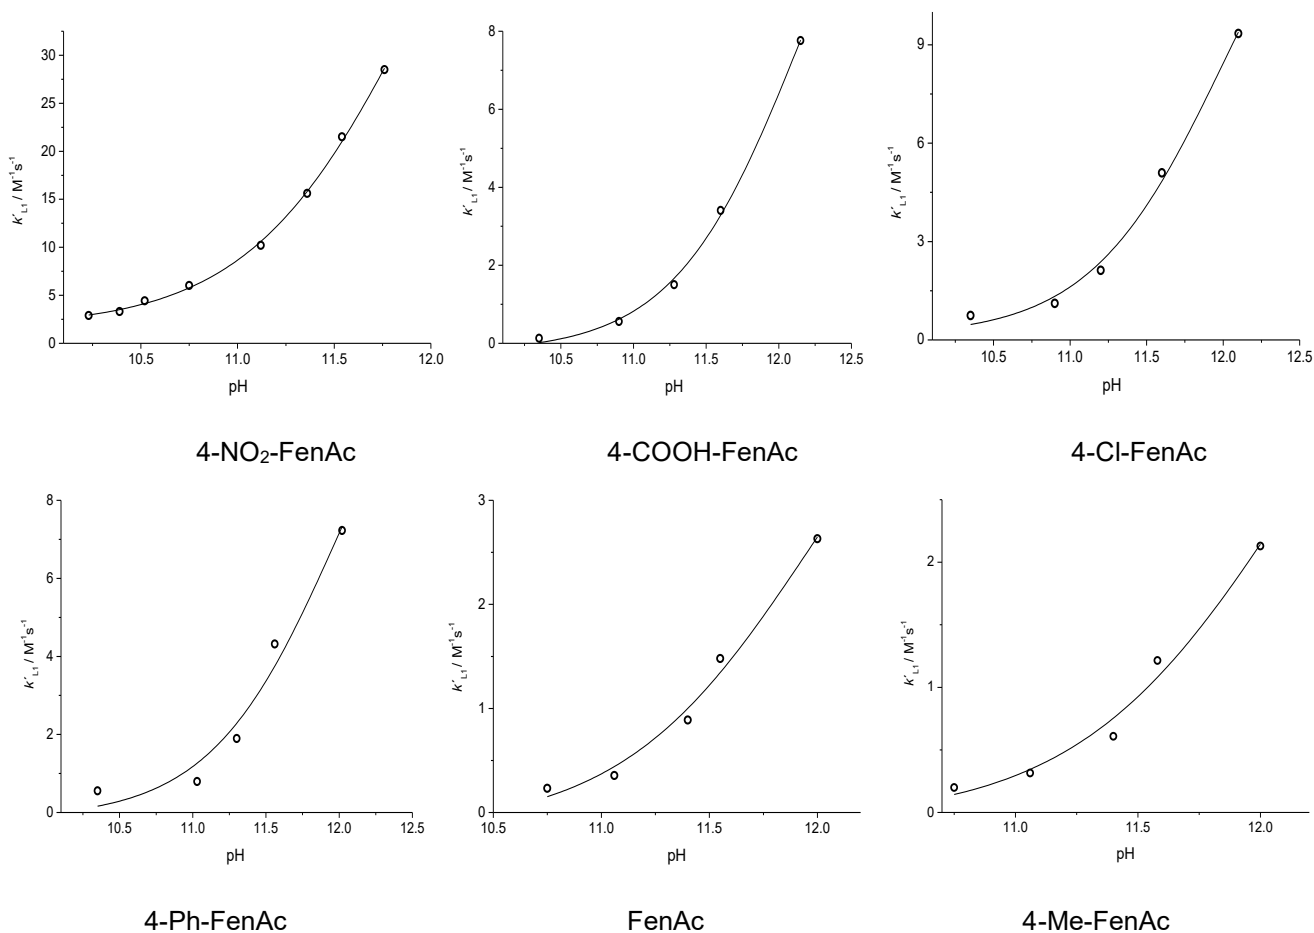 30
25
20
15
10
5
0
k′L1 / M-1s-1
10.5 11.0 11.5 12.0
pH
4-NO2-FenAc
8
6
4
2
0
k′L1 / M-1s-1
10.5 11.0 11.5 12.0 12.5
pH
4-COOH-FenAc
9
6
3
0
k′L1 / M-1s-1
10.5 11.0 11.5 12.0 12.5
pH
4-Cl-FenAc
8
6
4
2
0
k′L1 / M-1s-1
10.5 11.0 11.5 12.0 12.5
pH
4-Ph-FenAc
3
2
1
0
k′L1 / M-1s-1
10.5 11.0 11.5 12.0
pH
FenAc
2
1
0
k′L1 / M-1s-1
11.0 11.5 12.0
pH
4-Me-FenAc